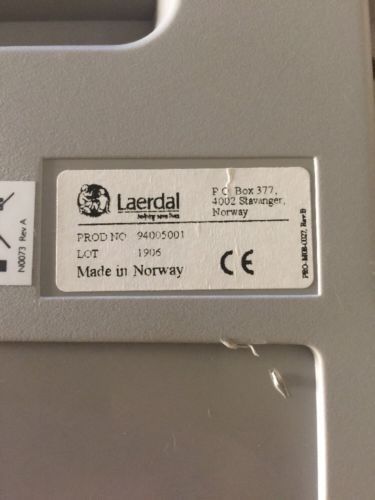 Laerdal
helping save lives
P.O. Box 377,
4002 Stavanger,
Norway
PROD NO 94005001
LOT 1906
Made in Norway
CE
PRO-M08-0027, Rev B
N0073 Rev A